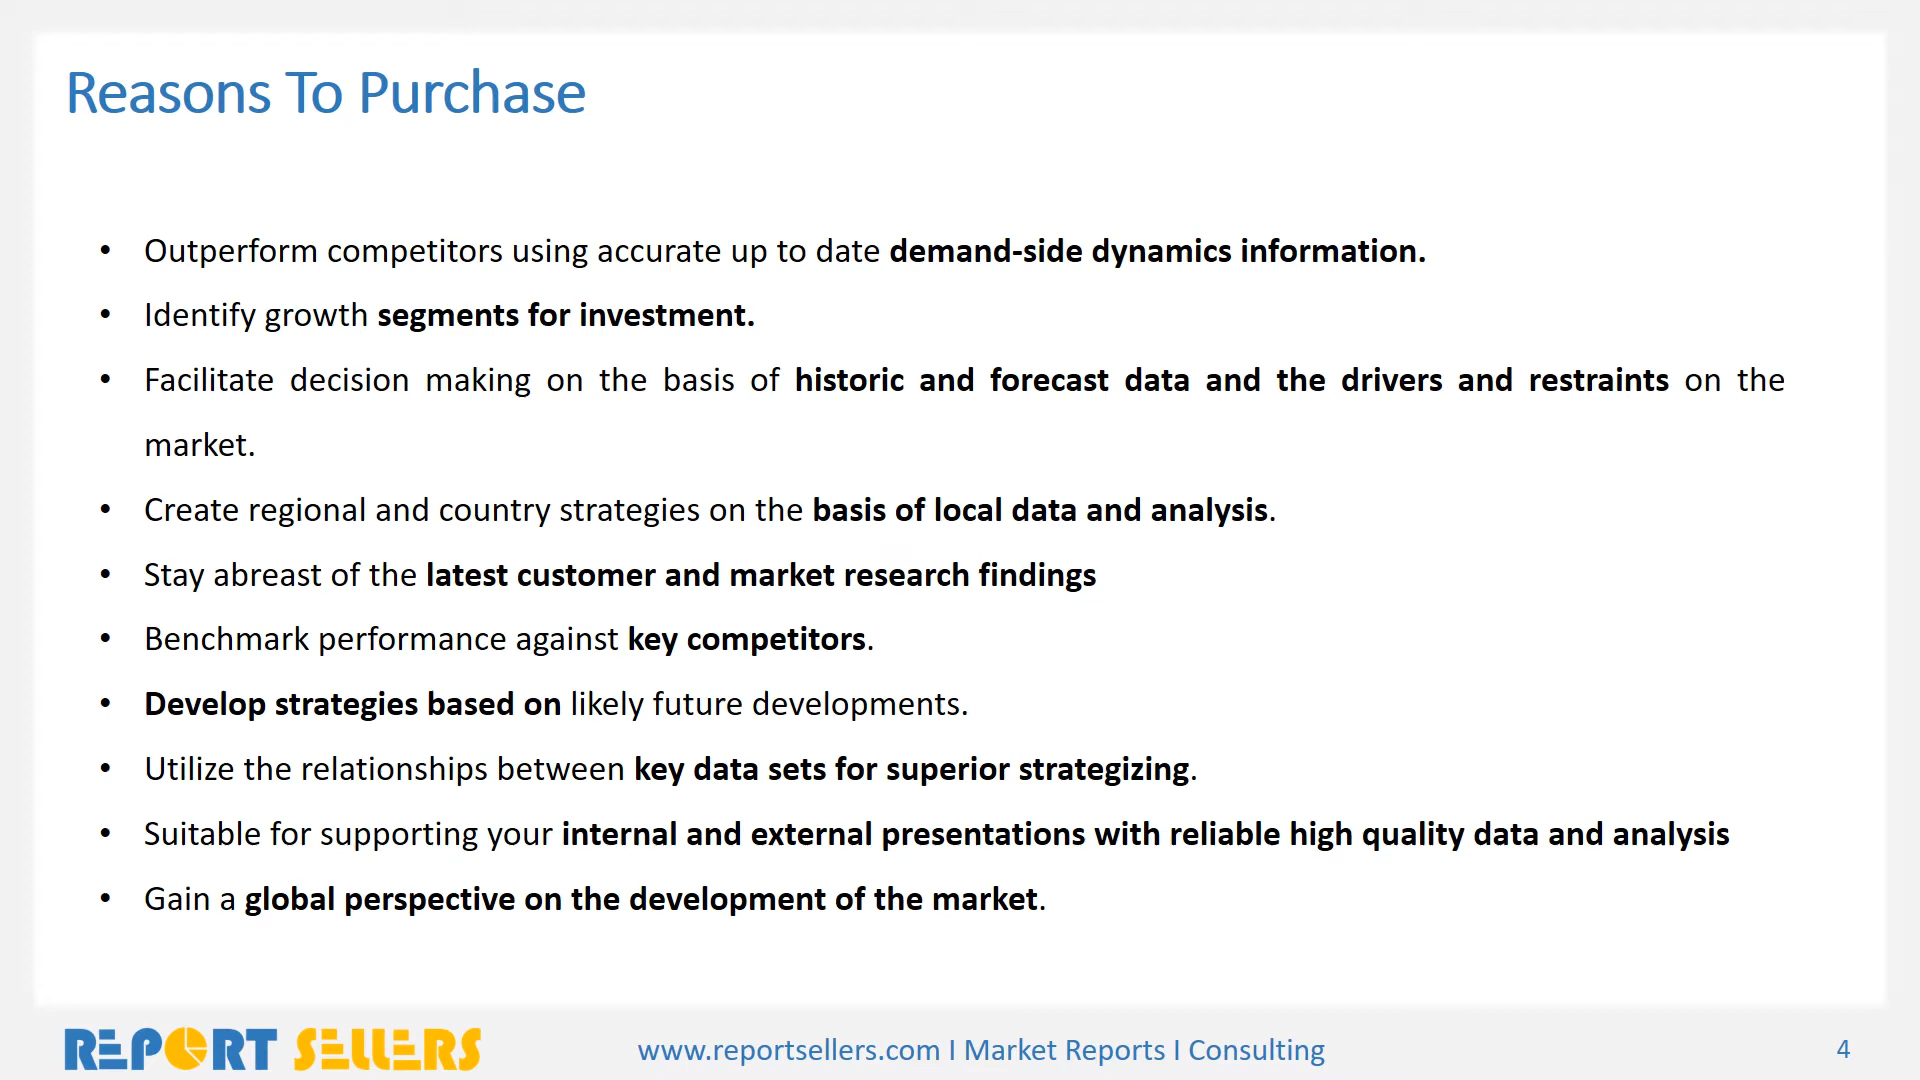 Reasons To Purchase
• Outperform competitors using accurate up to date demand-side dynamics information.
• Identify growth segments for investment.
• Facilitate decision making on the basis of historic and forecast data and the drivers and restraints on the
market.
• Create regional and country strategies on the basis of local data and analysis.
• Stay abreast of the latest customer and market research findings
• Benchmark performance against key competitors.
• Develop strategies based on likely future developments.
• Utilize the relationships between key data sets for superior strategizing.
• Suitable for supporting your internal and external presentations with reliable high quality data and analysis
• Gain a global perspective on the development of the market.
REPORT SELLERS
www.reportsellers.com I Market Reports I Consulting
4